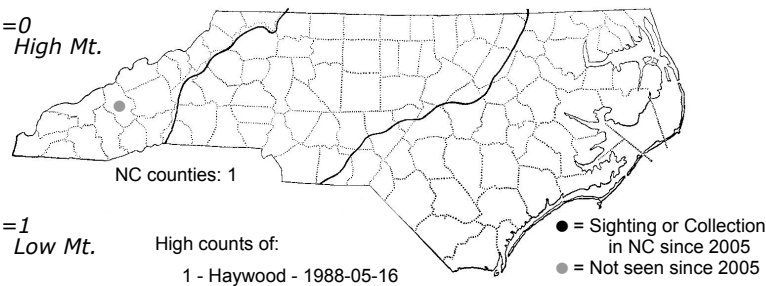 =0
High Mt.
NC counties: 1
=1
Low Mt.
High counts of:
1 - Haywood - 1988-05-16
● = Sighting or Collection
in NC since 2005
● = Not seen since 2005